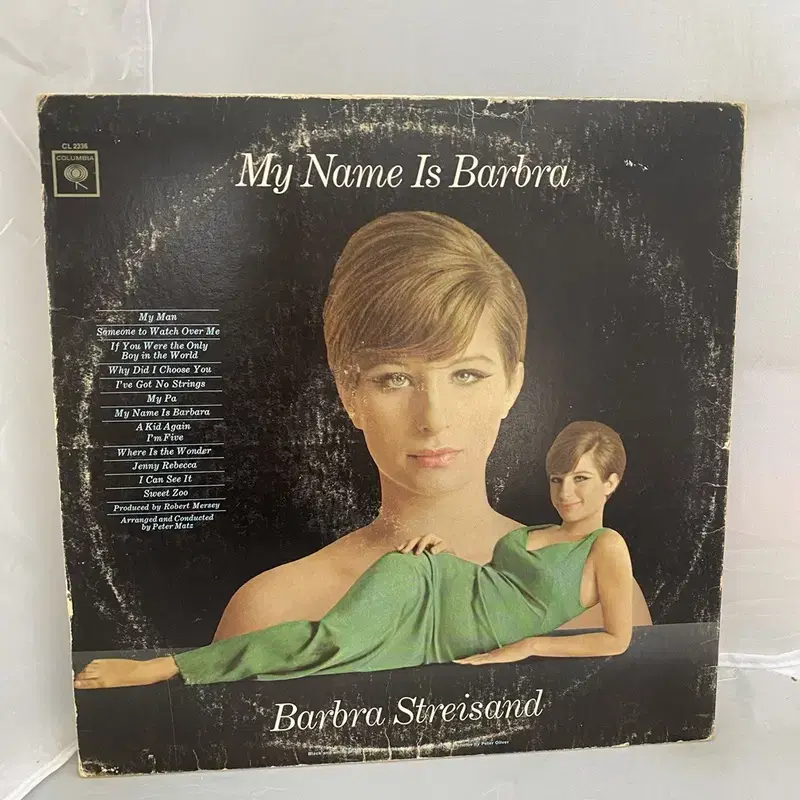 CL 2336
COLUMBIA
My Name Is Barbra
My Man
Someone to Watch Over Me
If You Were the Only
Boy in the World
Why Did I Choose You
I've Got No Strings
My Pa
My Name Is Barbara
A Kid Again
I'm Five
Where Is the Wonder
Jenny Rebecca
I Can See It
Sweet Zoo
Produced by Robert Mersey
Arranged and Conducted
by Peter Matz
Barbra Streisand
by Peter Oliver